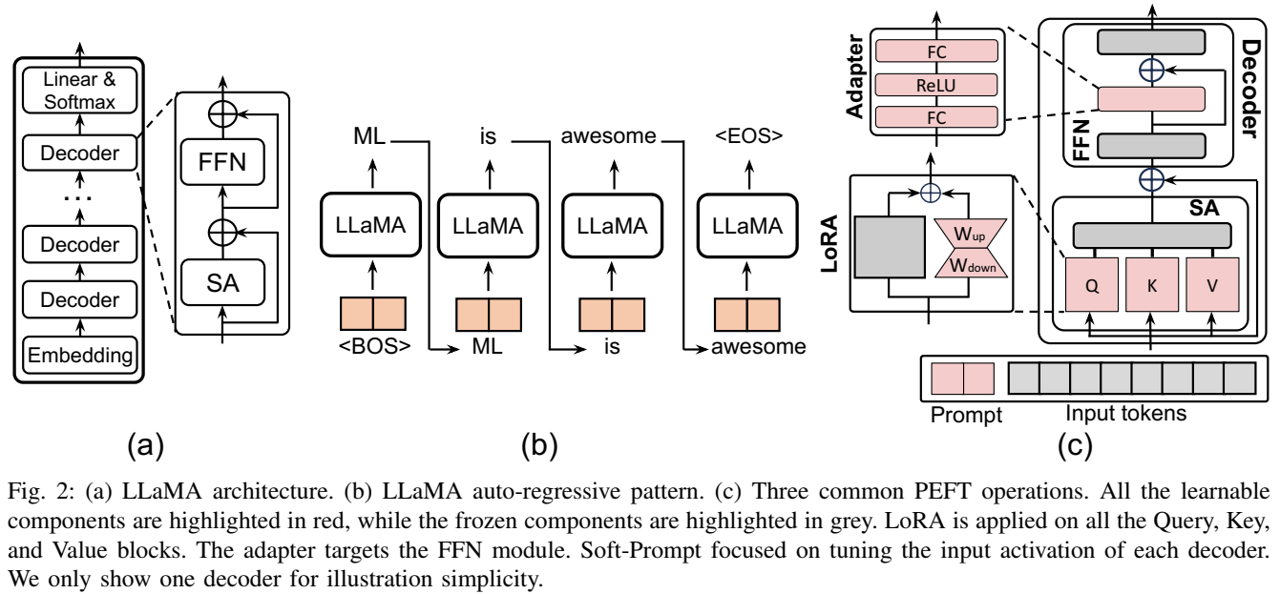 Linear &
Softmax
Decoder
...
Decoder
Decoder
Embedding
FFN
SA
(a)
ML
is
awesome
<EOS>
LLaMA
LLaMA
LLaMA
LLaMA
<BOS>
ML
is
awesome
(b)
Adapter
FC
ReLU
FC
LoRA
Wup
Wdown
Decoder
FFN
SA
Q
K
V
Prompt
Input tokens
(c)
Fig. 2: (a) LLaMA architecture. (b) LLaMA auto-regressive pattern. (c) Three common PEFT operations. All the learnable
components are highlighted in red, while the frozen components are highlighted in grey. LoRA is applied on all the Query, Key,
and Value blocks. The adapter targets the FFN module. Soft-Prompt focused on tuning the input activation of each decoder.
We only show one decoder for illustration simplicity.